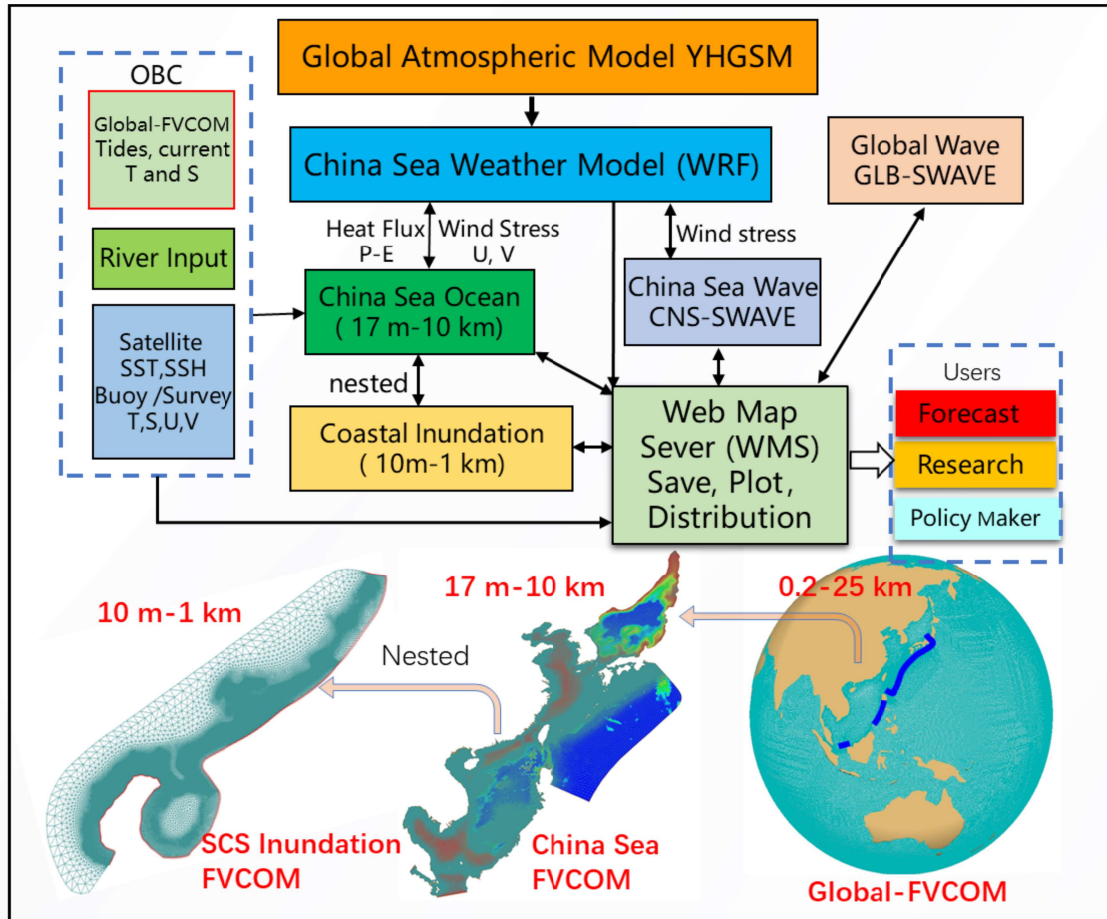 OBC
Global-FVCOM
Tides, current
T and S
River Input
Satellite
SST,SSH
Buoy /Survey
T,S,U,V
Global Atmospheric Model YHGSM
China Sea Weather Model (WRF)
Global Wave
GLB-SWAVE
Heat Flux
P-E
Wind Stress
U, V
Wind stress
China Sea Ocean
( 17 m-10 km)
China Sea Wave
CNS-SWAVE
nested
Coastal Inundation
( 10m-1 km)
Web Map
Sever (WMS)
Save, Plot,
Distribution
Users
Forecast
Research
Policy Maker
10 m-1 km
17 m-10 km
0.2-25 km
Nested
SCS Inundation
FVCOM
China Sea
FVCOM
Global-FVCOM